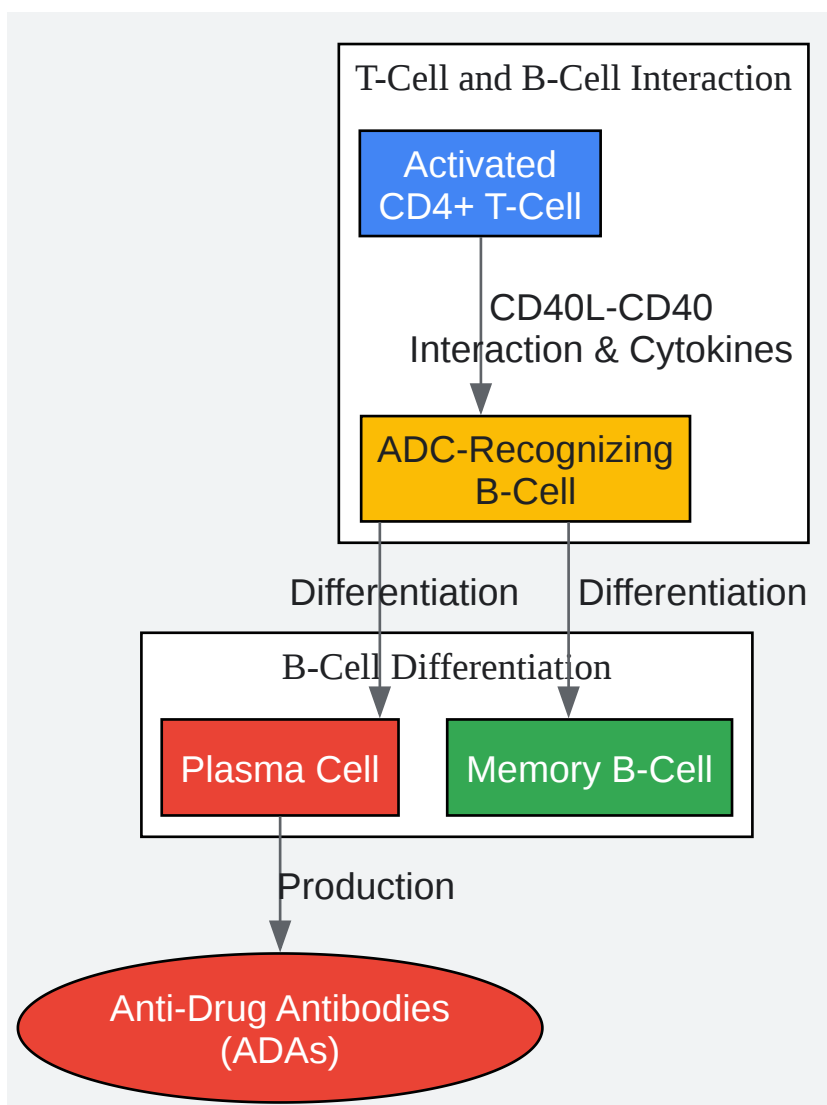 T-Cell and B-Cell Interaction
Activated
CD4+ T-Cell
CD40L-CD40
Interaction & Cytokines
ADC-Recognizing
B-Cell
Differentiation
Differentiation
B-Cell Differentiation
Plasma Cell
Memory B-Cell
Production
Anti-Drug Antibodies
(ADAs)